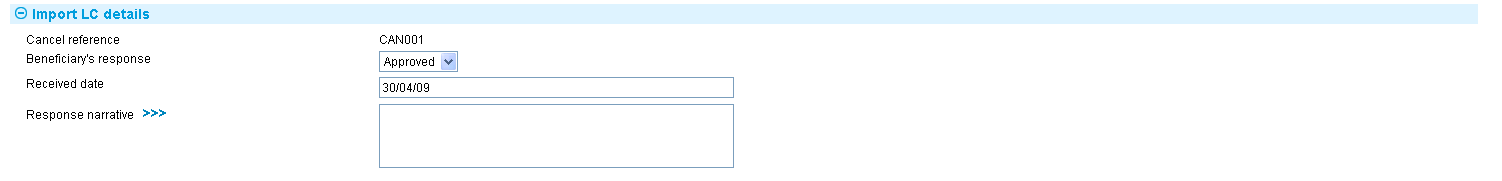 Import LC details
Cancel reference CAN001
Beneficiary's response Approved
Received date 30/04/09
Response narrative >>>